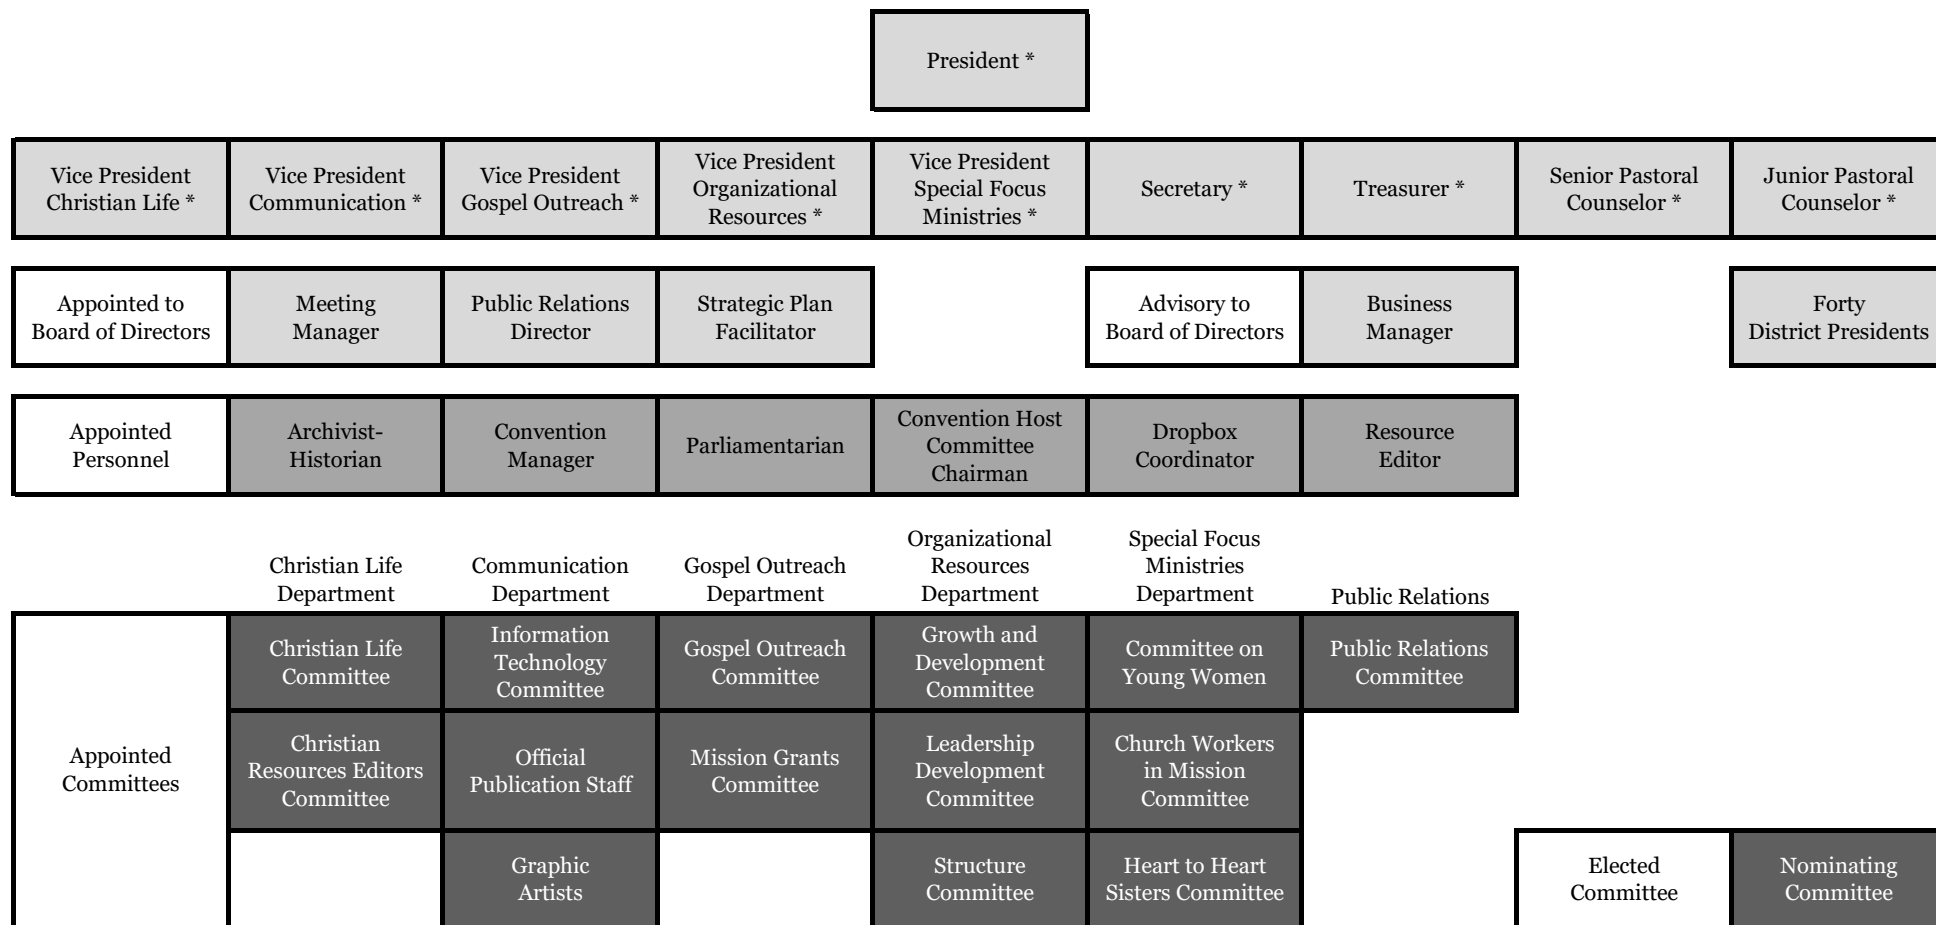 President *
Vice President
Christian Life *
Vice President
Communication *
Vice President
Gospel Outreach *
Vice President
Organizational
Resources *
Vice President
Special Focus
Ministries *
Secretary *
Treasurer *
Senior Pastoral
Counselor *
Junior Pastoral
Counselor *
Appointed to
Board of Directors
Meeting
Manager
Public Relations
Director
Strategic Plan
Facilitator
Advisory to
Board of Directors
Business
Manager
Forty
District Presidents
Appointed
Personnel
Archivist-
Historian
Convention
Manager
Parliamentarian
Convention Host
Committee
Chairman
Dropbox
Coordinator
Resource
Editor
Christian Life
Department
Communication
Department
Gospel Outreach
Department
Organizational
Resources
Department
Special Focus
Ministries
Department
Public Relations
Appointed
Committees
Christian Life
Committee
Information
Technology
Committee
Gospel Outreach
Committee
Growth and
Development
Committee
Committee on
Young Women
Public Relations
Committee
Christian
Resources Editors
Committee
Official
Publication Staff
Mission Grants
Committee
Leadership
Development
Committee
Church Workers
in Mission
Committee
Graphic
Artists
Structure
Committee
Heart to Heart
Sisters Committee
Elected
Committee
Nominating
Committee